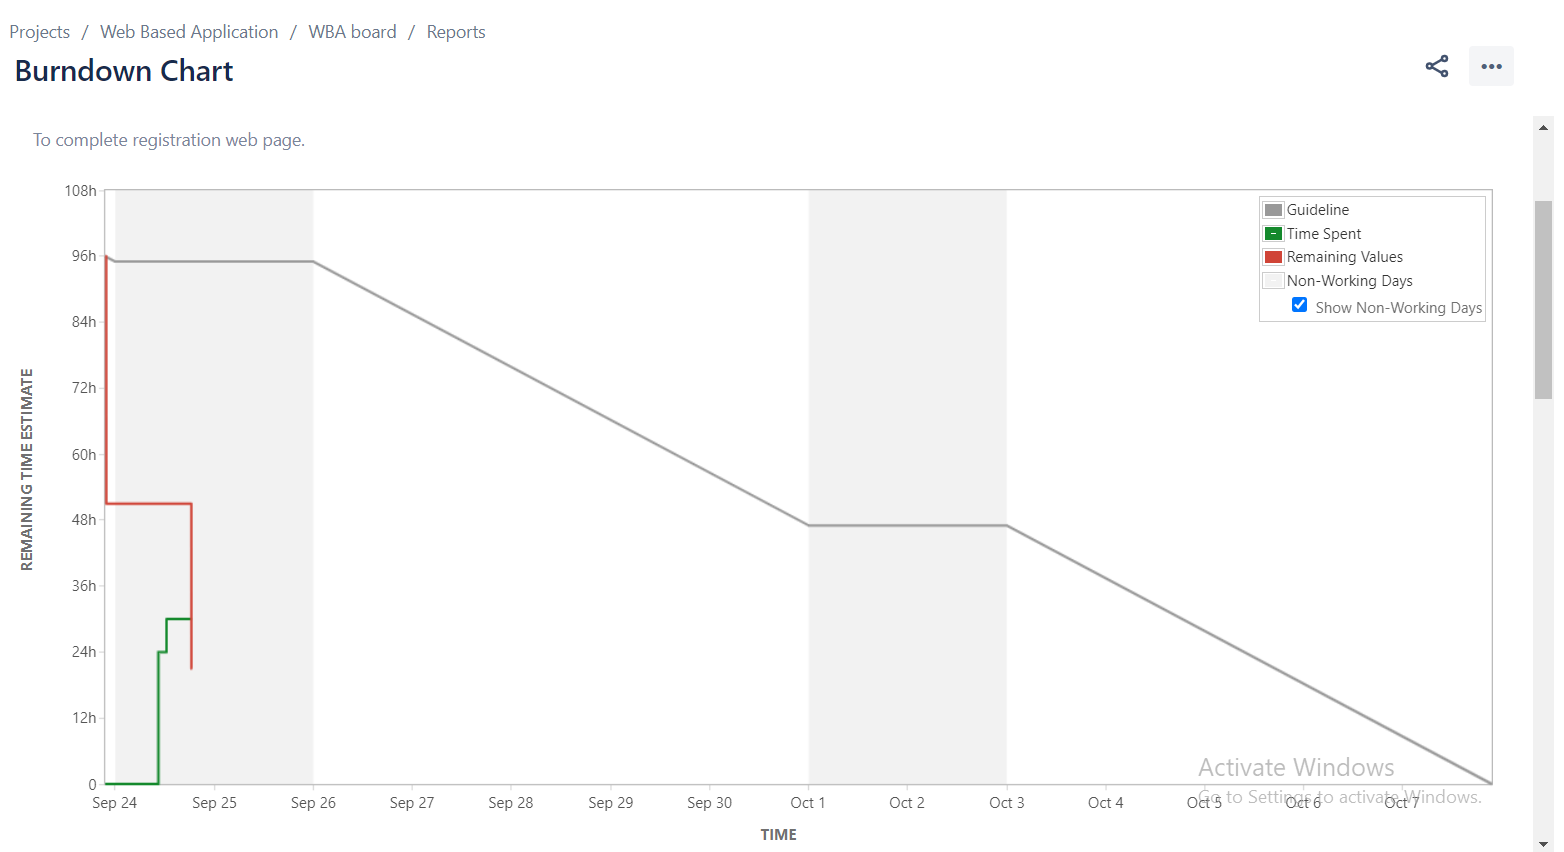 Projects / Web Based Application / WBA board / Reports
Burndown Chart
To complete registration web page.
108h
96h
84h
72h
60h
48h
36h
24h
12h
0
REMAINING TIME ESTIMATE
Guideline
Time Spent
Remaining Values
Non-Working Days
Show Non-Working Days
Activate Windows
Go to Settings to activate Windows.
Sep 24 Sep 25 Sep 26 Sep 27 Sep 28 Sep 29 Sep 30 Oct 1 Oct 2 Oct 3 Oct 4 Oct 5 Oct 6 Oct 7
TIME